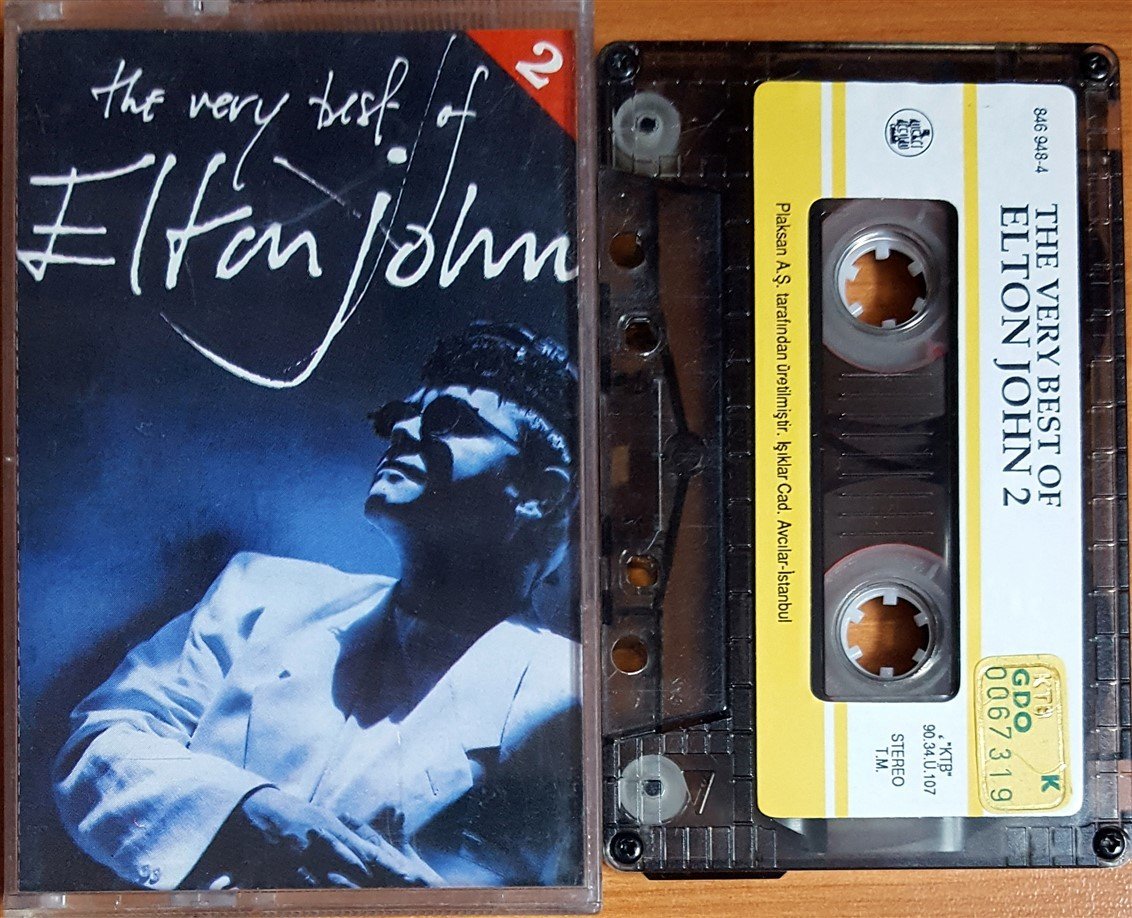 the very best of
Elton john
2
846 948-4
THE VERY BEST OF
ELTON JOHN 2
Plaksan A.Ş. tarafından üretilmiştir. Işıklar Cad. Avcılar-İstanbul
"KTB"
90.34.Ü.107
STEREO
T.M.
KTB K
GDO
0067319